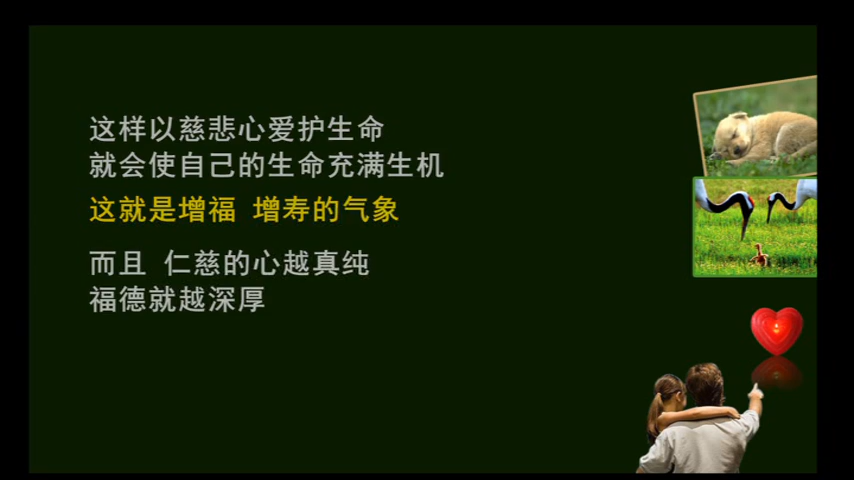 这样以慈悲心爱护生命
就会使自己的生命充满生机
这就是增福 增寿的气象
而且 仁慈的心越真纯
福德就越深厚